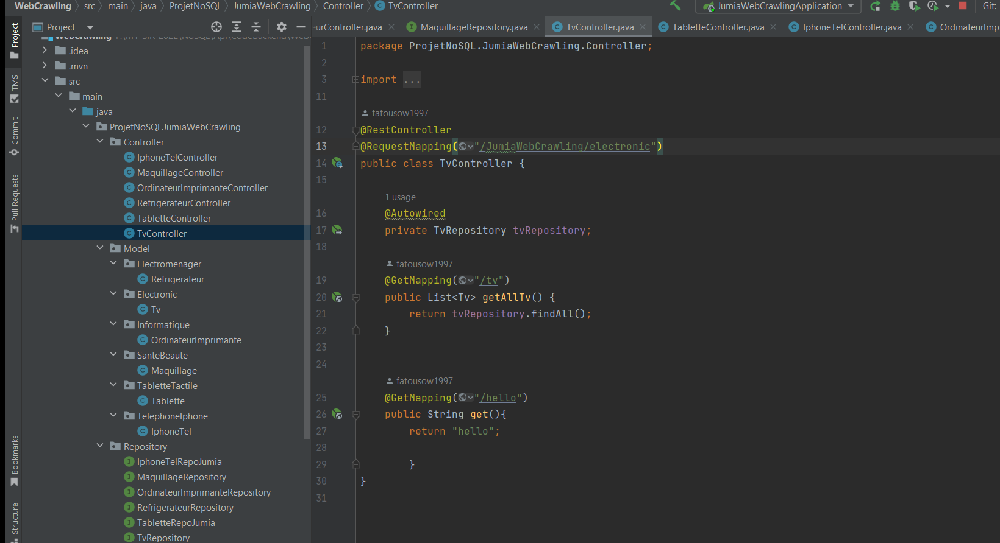 WebCrawling src main java ProjetNoSQL JumiaWebCrawling Controller TvController
JumiaWebCrawlingApplication
Git:
Project
TMS
Commit
Pull Requests
Bookmarks
Structure
Project
.idea
.mvn
src
main
java
ProjetNoSQL.JumiaWebCrawling
Controller
IphoneTelController
MaquillageController
OrdinateurImprimanteController
RefrigerateurController
TabletteController
TvController
Model
Electromenager
Refrigerateur
Electronic
Tv
Informatique
OrdinateurImprimante
SanteBeaute
Maquillage
TabletteTactile
Tablette
TelephoneIphone
IphoneTel
Repository
IphoneTelRepoJumia
MaquillageRepository
OrdinateurImprimanteRepository
RefrigerateurRepository
TabletteRepoJumia
TvRepository
eurController.java MaquillageRepository.java TvController.java TabletteController.java IphoneTelController.java OrdinateurImp
1 package ProjetNoSQL.JumiaWebCrawling.Controller;
2
3 import ...
11
fatousow1997
12 @RestController
13 @RequestMapping("/JumiaWebCrawling/electronic")
14 public class TvController {
15
1 usage
16 @Autowired
17 private TvRepository tvRepository;
18
fatousow1997
19 @GetMapping("/tv")
20 public List<Tv> getAllTv() {
21 return tvRepository.findAll();
22 }
23
24
fatousow1997
25 @GetMapping("/hello")
26 public String get(){
27 return "hello";
28
29 }
30 }
31